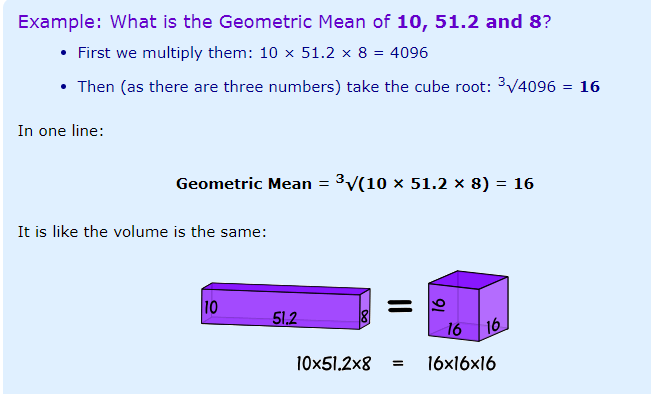 Example: What is the Geometric Mean of 10, 51.2 and 8?
• First we multiply them: 10 × 51.2 × 8 = 4096
• Then (as there are three numbers) take the cube root: ³√4096 = 16
In one line:
Geometric Mean = ³√(10 × 51.2 × 8) = 16
It is like the volume is the same:
10 51.2 8 = 16 16 16
10×51.2×8 = 16×16×16